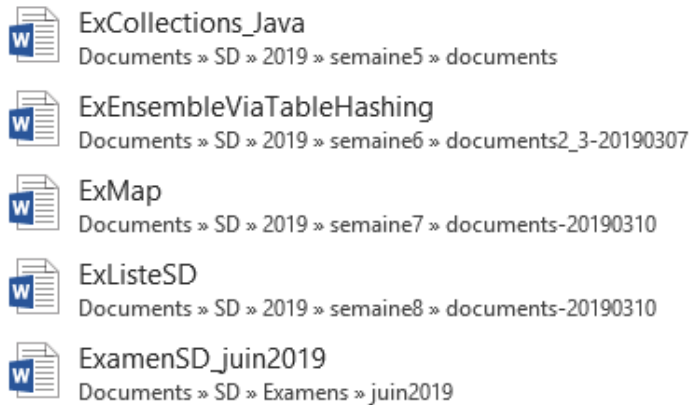 ExCollections_Java
Documents » SD » 2019 » semaine5 » documents
ExEnsembleViaTableHashing
Documents » SD » 2019 » semaine6 » documents2_3-20190307
ExMap
Documents » SD » 2019 » semaine7 » documents-20190310
ExListeSD
Documents » SD » 2019 » semaine8 » documents-20190310
ExamenSD_juin2019
Documents » SD » Examens » juin2019